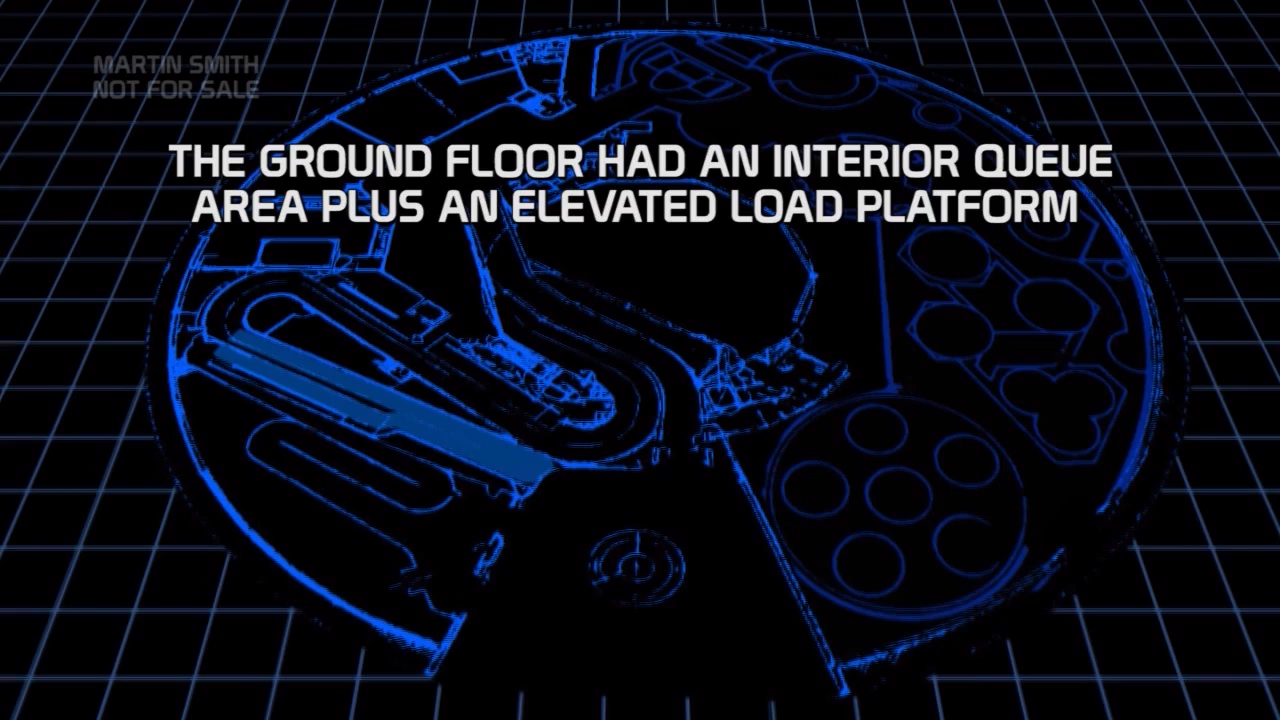 MARTIN SMITH
NOT FOR SALE
THE GROUND FLOOR HAD AN INTERIOR QUEUE
AREA PLUS AN ELEVATED LOAD PLATFORM